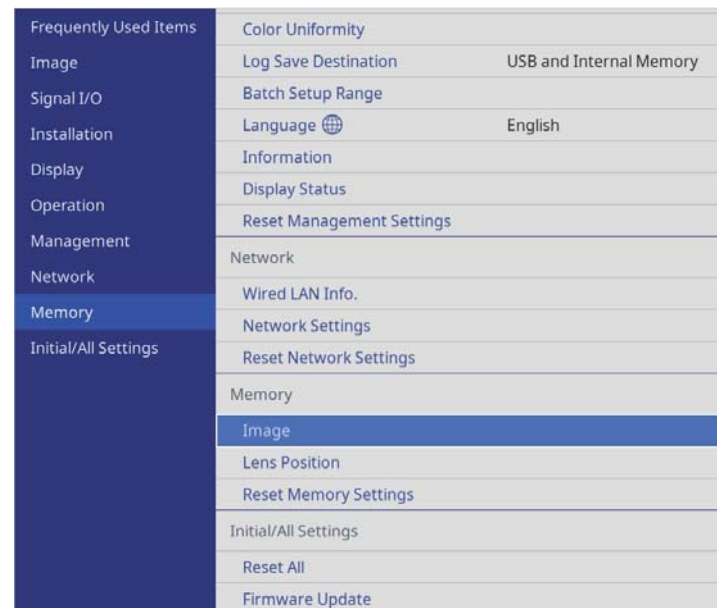 Frequently Used Items
Image
Signal I/O
Installation
Display
Operation
Management
Network
Memory
Initial/All Settings
Color Uniformity
Log Save Destination USB and Internal Memory
Batch Setup Range
Language English
Information
Display Status
Reset Management Settings
Network
Wired LAN Info.
Network Settings
Reset Network Settings
Memory
Image
Lens Position
Reset Memory Settings
Initial/All Settings
Reset All
Firmware Update